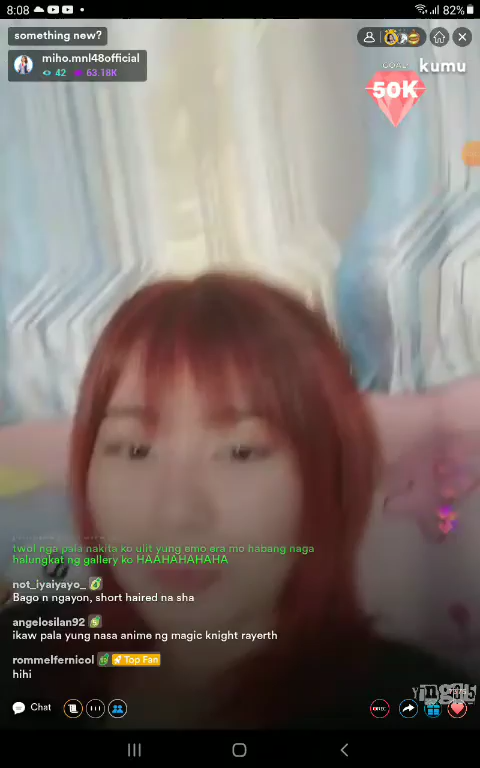 8:08
82%
something new?
miho.mnl48official
42
63.18K
GOAL
kumu
50K
twol nga pala nakita ko ulit yung emo era mo habang naga
halungkat ng gallery ko HAAHAHAHAHA
not_iyaiyayo_
Bago n ngayon, short haired na sha
angelosilan92
ikaw pala yung nasa anime ng magic knight rayerth
rommelfernicol
Top Fan
hihi
Chat